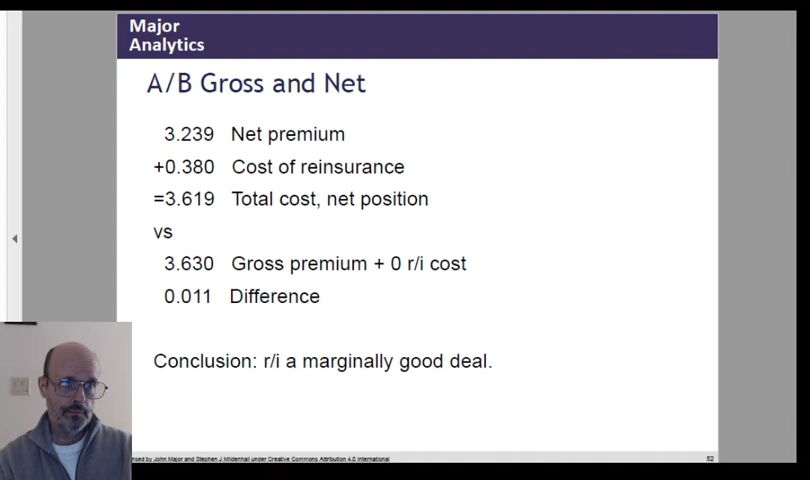 Major
Analytics
A/B Gross and Net
3.239 Net premium
+0.380 Cost of reinsurance
=3.619 Total cost, net position
vs
3.630 Gross premium + 0 r/i cost
0.011 Difference
Conclusion: r/i a marginally good deal.
by John Major and Stephen J Mildenhall under Creative Commons Attribution 4.0 International
52